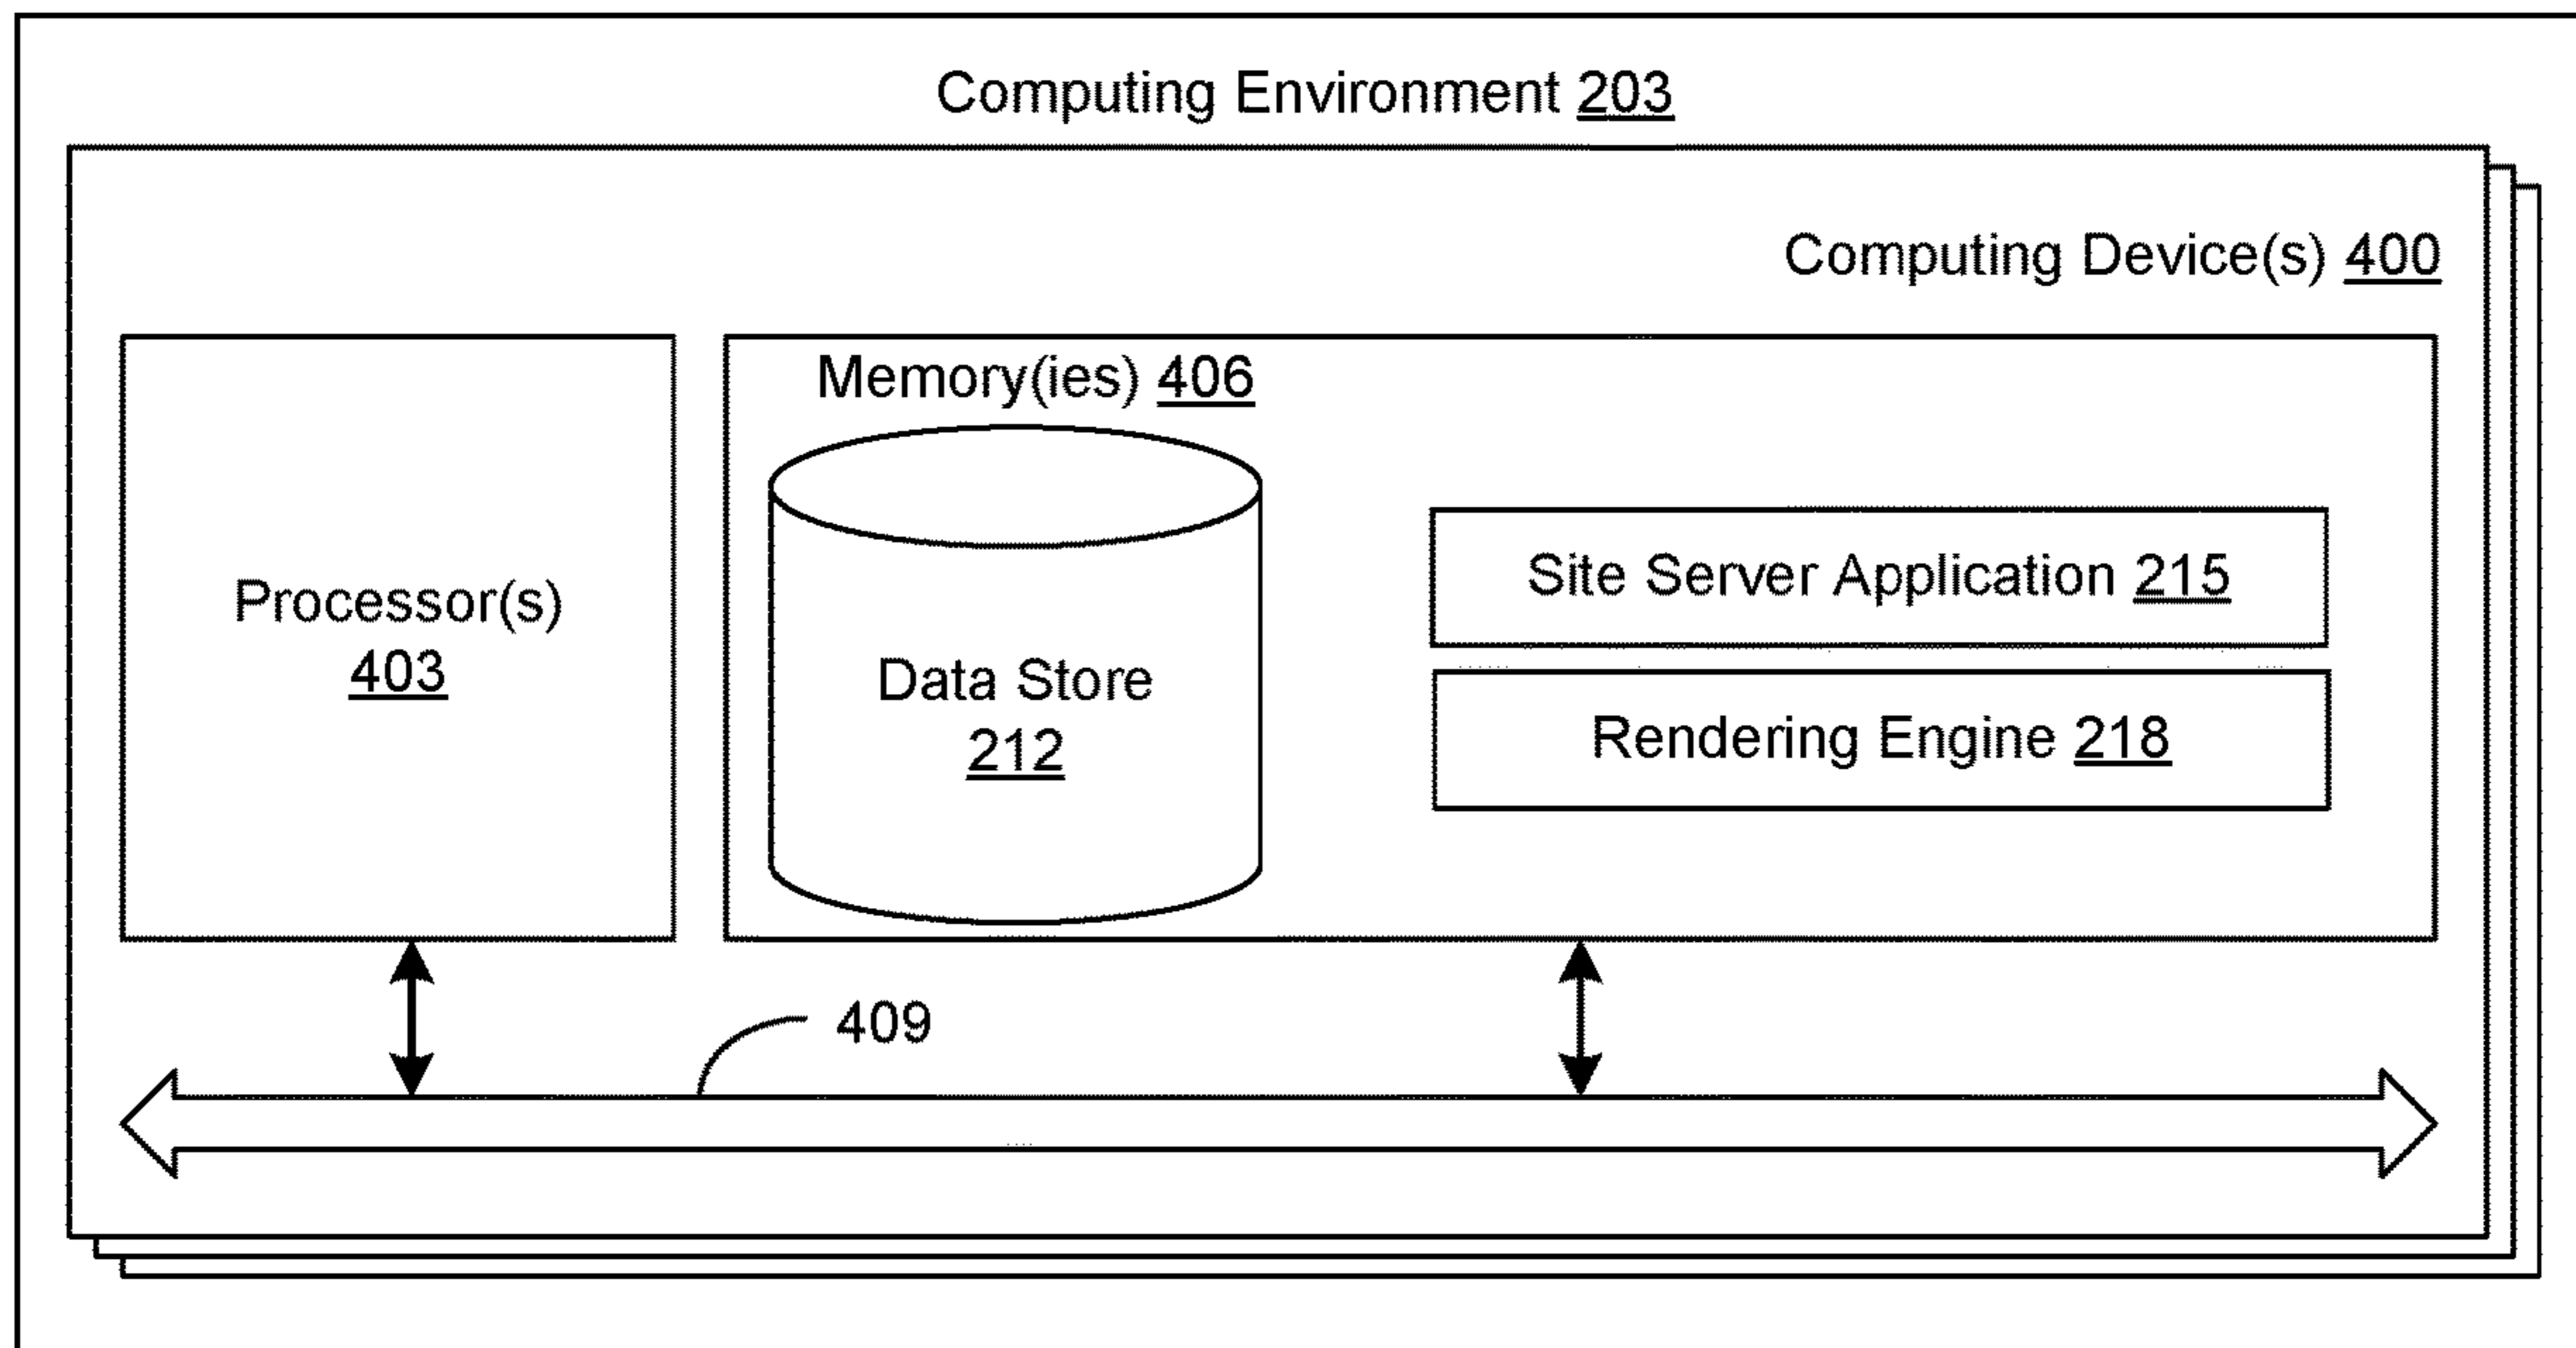 Computing Environment 203
Computing Device(s) 400
Memory(ies) 406
Processor(s)
403
Data Store
212
Site Server Application 215
Rendering Engine 218
409